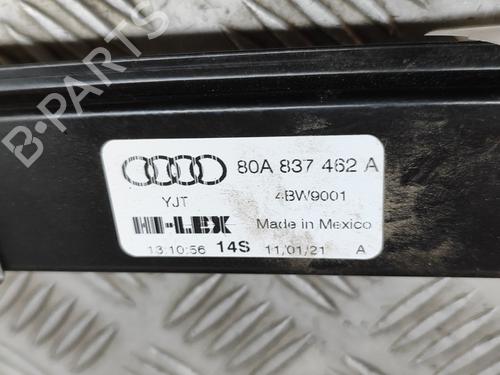 B-PARTS
80A 837 462 A
YJT 4BW9001
HI-LEX Made in Mexico
13:10:56 14S 11/01/21 A